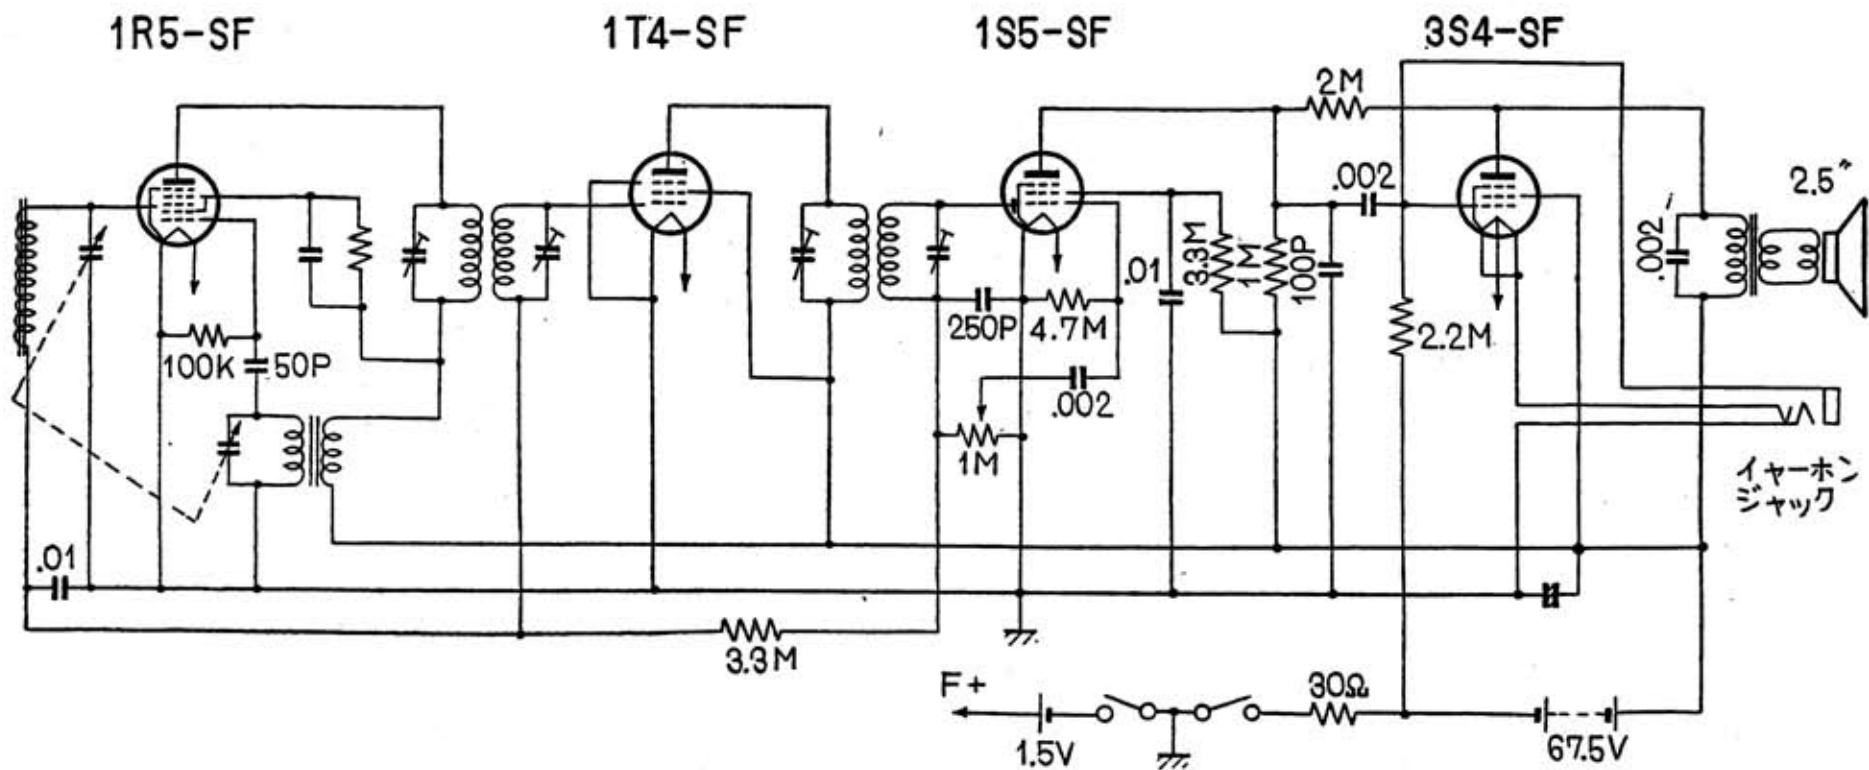 1R5-SF
1T4-SF
1S5-SF
3S4-SF
2M
2.5"
.002
.002
3.3M
1M
100P
.01
250P
4.7M
2.2M
100K
50P
.002
1M
イヤーホン
ジャック
.01
3.3M
F+
30Ω
1.5V
67.5V